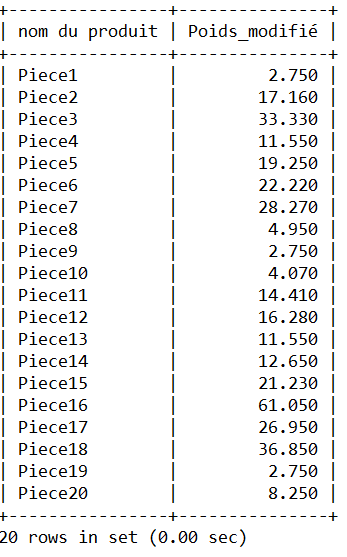 +---------------+--------------+
| nom du produit | Poids_modifié |
+---------------+--------------+
| Piece1 | 2.750 |
| Piece2 | 17.160 |
| Piece3 | 33.330 |
| Piece4 | 11.550 |
| Piece5 | 19.250 |
| Piece6 | 22.220 |
| Piece7 | 28.270 |
| Piece8 | 4.950 |
| Piece9 | 2.750 |
| Piece10 | 4.070 |
| Piece11 | 14.410 |
| Piece12 | 16.280 |
| Piece13 | 11.550 |
| Piece14 | 12.650 |
| Piece15 | 21.230 |
| Piece16 | 61.050 |
| Piece17 | 26.950 |
| Piece18 | 36.850 |
| Piece19 | 2.750 |
| Piece20 | 8.250 |
+---------------+--------------+
20 rows in set (0.00 sec)